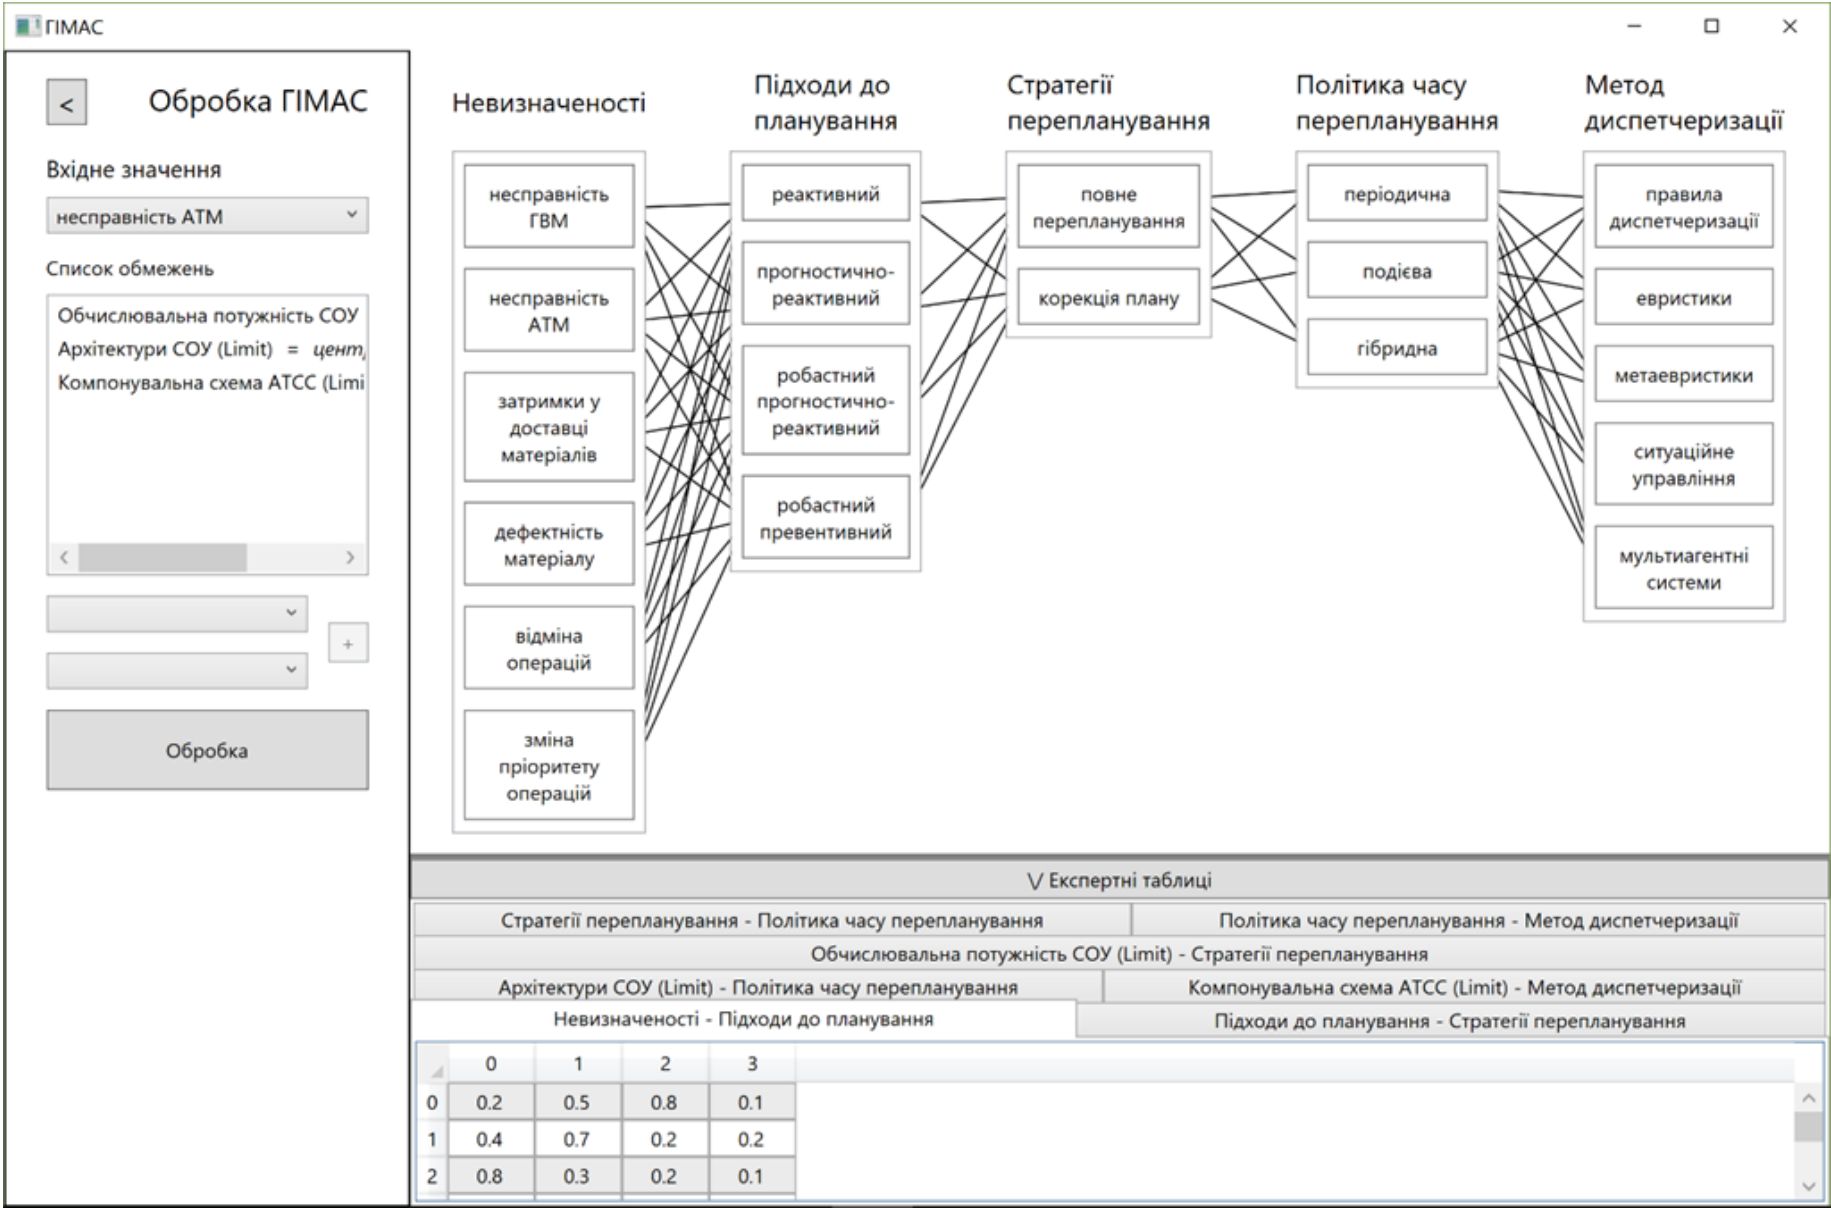 ГІМАС
<
Обробка ГІМАС
Вхідне значення
несправність АТМ
Список обмежень
Обчислювальна потужність СОУ
Архітектури СОУ (Limit) = цент
Компонувальна схема АТСС (Limi
+
Обробка
Невизначеності
несправність
ГВМ
несправність
АТМ
затримки у
доставці
матеріалів
дефектність
матеріалу
відміна
операцій
зміна
пріоритету
операцій
Підходи до
планування
реактивний
прогностично-
реактивний
робастний
прогностично-
реактивний
робастний
превентивний
Стратегії
перепланування
повне
перепланування
корекція плану
Політика часу
перепланування
періодична
подієва
гібридна
Метод
диспетчеризації
правила
диспетчеризації
евристики
метаевристики
ситуаційне
управління
мультиагентні
системи
\/ Експертні таблиці
Стратегії перепланування - Політика часу перепланування
Політика часу перепланування - Метод диспетчеризації
Обчислювальна потужність СОУ (Limit) - Стратегії перепланування
Архітектури СОУ (Limit) - Політика часу перепланування
Компонувальна схема АТСС (Limit) - Метод диспетчеризації
Невизначеності - Підходи до планування
Підходи до планування - Стратегії перепланування
0 1 2 3
0 0.2 0.5 0.8 0.1
1 0.4 0.7 0.2 0.2
2 0.8 0.3 0.2 0.1